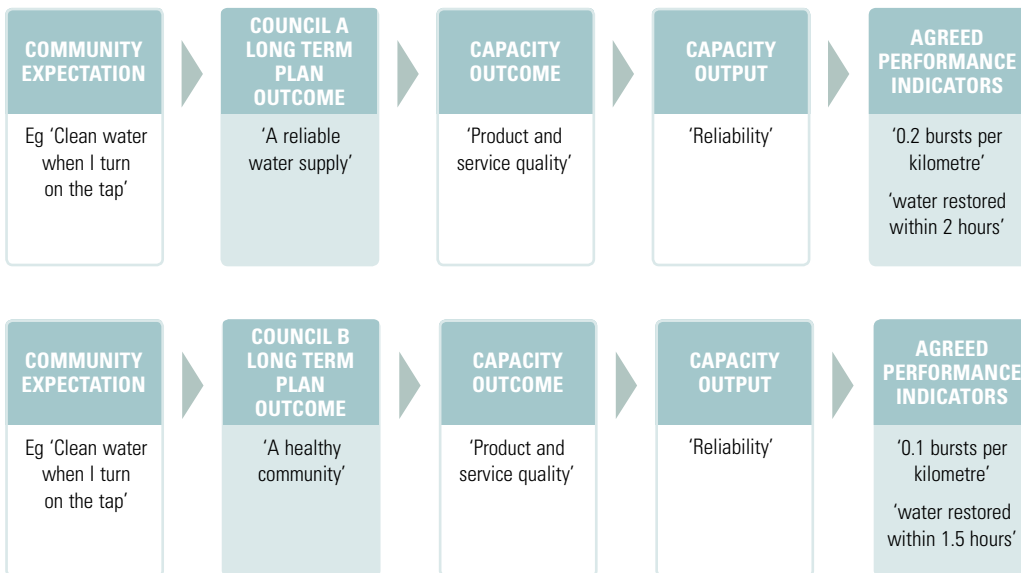 COMMUNITY
EXPECTATION
Eg ‘Clean water
when I turn
on the tap’
COUNCIL A
LONG TERM
PLAN
OUTCOME
‘A reliable
water supply’
CAPACITY
OUTCOME
‘Product and
service quality’
CAPACITY
OUTPUT
‘Reliability’
AGREED
PERFORMANCE
INDICATORS
‘0.2 bursts per
kilometre’
‘water restored
within 2 hours’
COMMUNITY
EXPECTATION
Eg ‘Clean water
when I turn
on the tap’
COUNCIL B
LONG TERM
PLAN
OUTCOME
‘A healthy
community’
CAPACITY
OUTCOME
‘Product and
service quality’
CAPACITY
OUTPUT
‘Reliability’
AGREED
PERFORMANCE
INDICATORS
‘0.1 bursts per
kilometre’
‘water restored
within 1.5 hours’